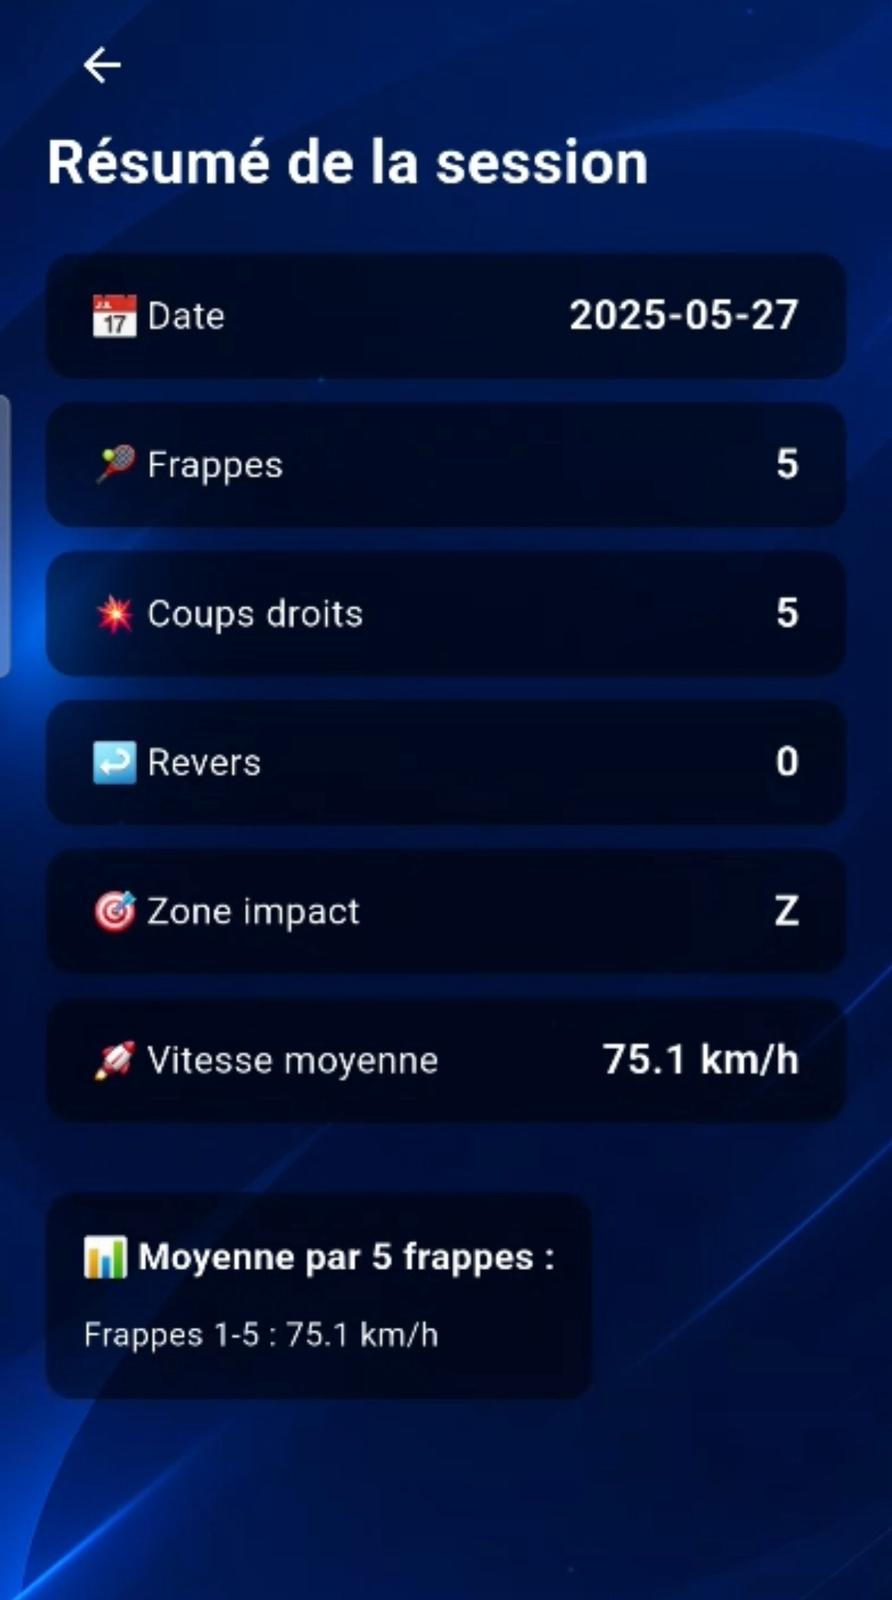 Résumé de la session
Date 2025-05-27
Frappes 5
Coups droits 5
Revers 0
Zone impact Z
Vitesse moyenne 75.1 km/h
Moyenne par 5 frappes :
Frappes 1-5 : 75.1 km/h